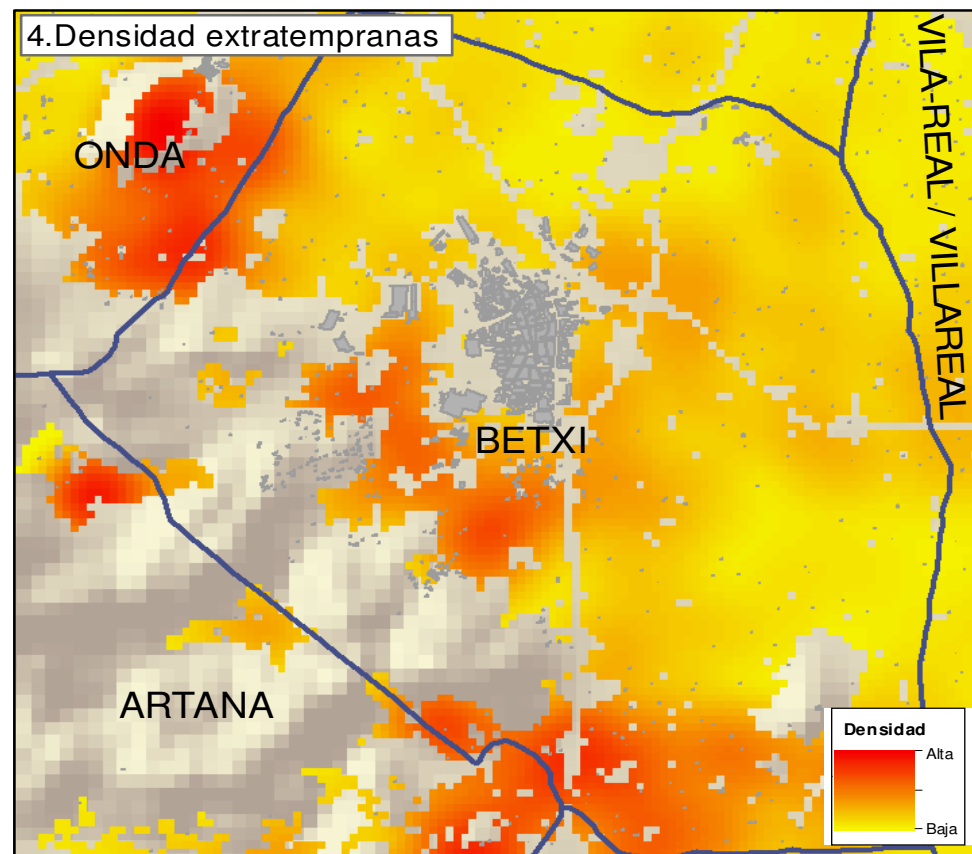 4.Densidad extratempranas
VILA-REAL / VILLAREAL
ONDA
BETXI
ARTANA
Densidad
Alta
Baja